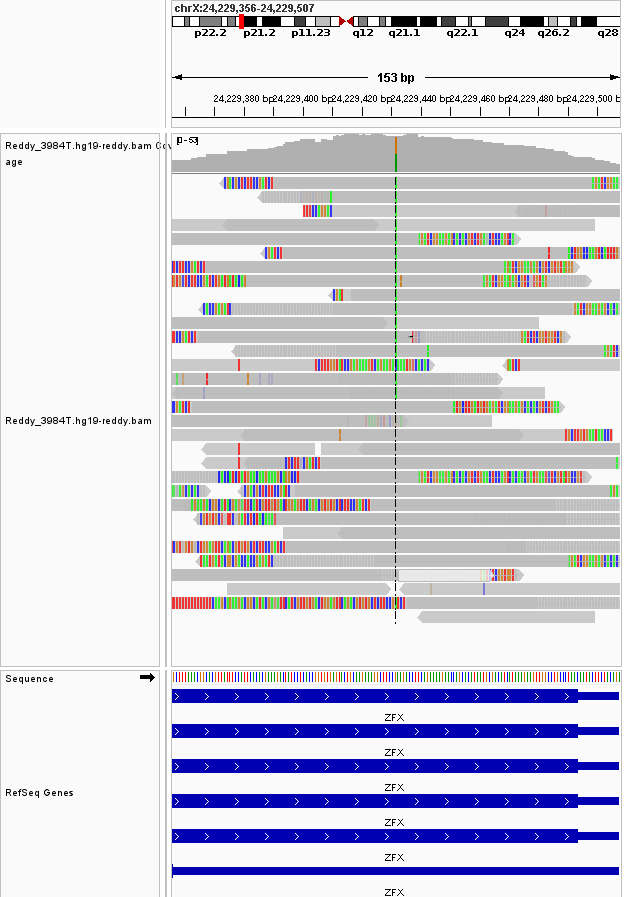 chrX:24,229,356-24,229,507
p22.2 p21.2 p11.23 q12 q21.1 q22.1 q24 q26.2 q28
153 bp
24,229,380 bp 24,229,400 bp 24,229,420 bp 24,229,440 bp 24,229,460 bp 24,229,480 bp 24,229,500 b
Reddy_3984T.hg19-reddy.bam Cov
age
[0-53]
Reddy_3984T.hg19-reddy.bam
Sequence
ZFX
ZFX
ZFX
RefSeq Genes
ZFX
ZFX
ZFX